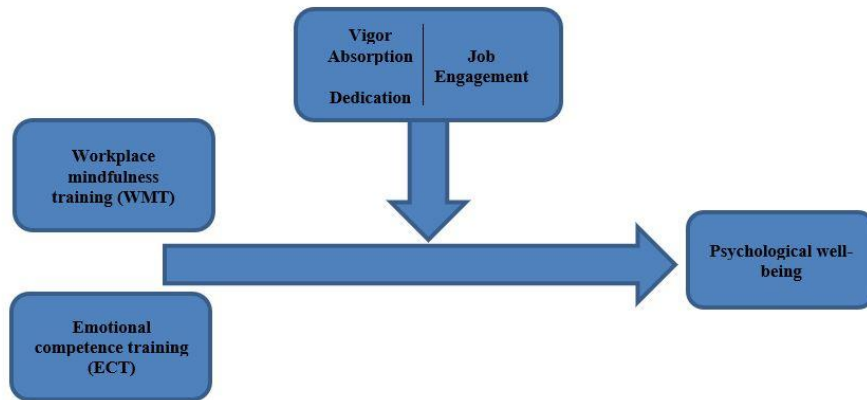 Vigor
Absorption
Dedication
Job
Engagement
Workplace
mindfulness
training (WMT)
Psychological well-
being
Emotional
competence training
(ECT)